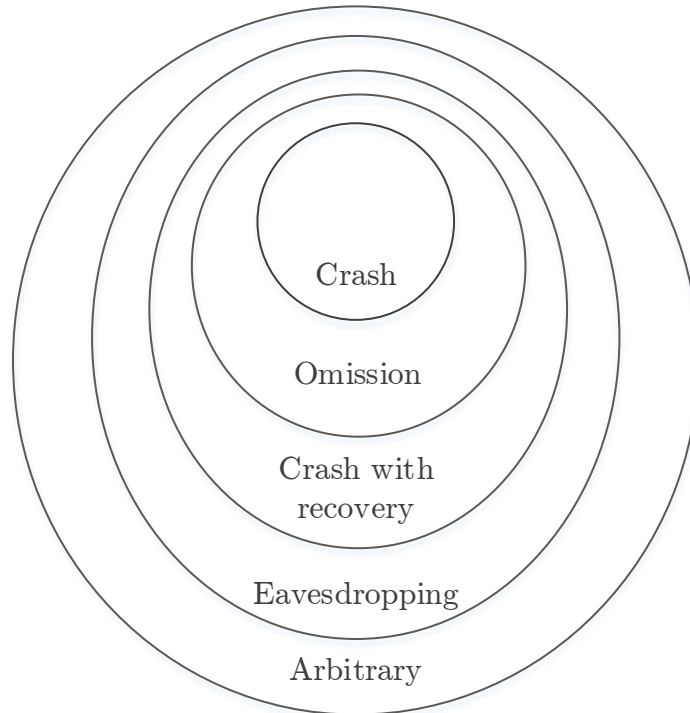 Crash
Omission
Crash with
recovery
Eavesdropping
Arbitrary